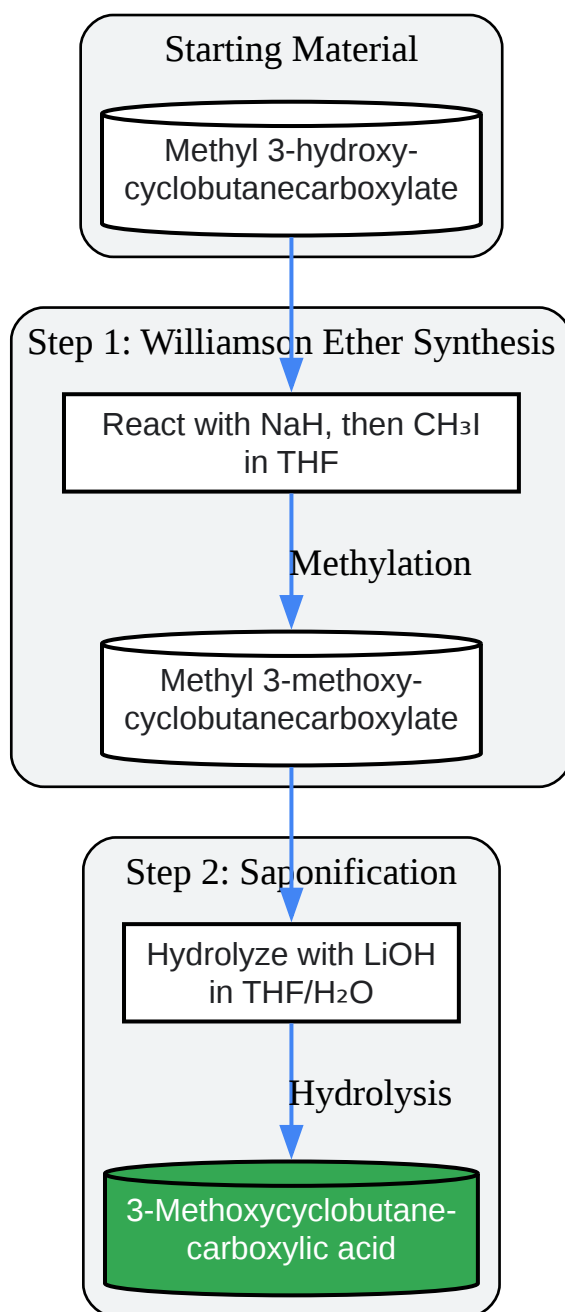 Starting Material
Methyl 3-hydroxy-
cyclobutanecarboxylate
Step 1: Williamson Ether Synthesis
React with NaH, then CH₃I
in THF
Methylation
Methyl 3-methoxy-
cyclobutanecarboxylate
Step 2: Saponification
Hydrolyze with LiOH
in THF/H₂O
Hydrolysis
3-Methoxycyclobutane-
carboxylic acid